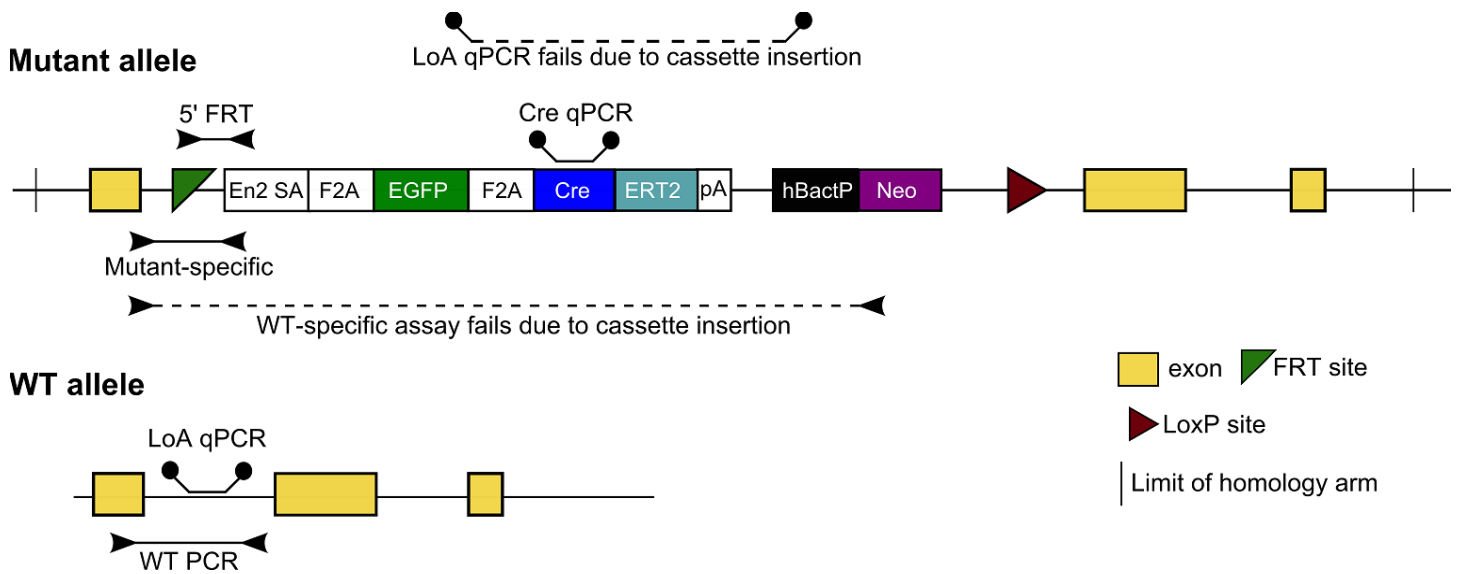 LoA qPCR fails due to cassette insertion
Mutant allele
5' FRT
Cre qPCR
En2 SA F2A EGFP F2A Cre ERT2 pA hBactP Neo
Mutant-specific
WT-specific assay fails due to cassette insertion
WT allele
exon FRT site
LoA qPCR
LoxP site
Limit of homology arm
WT PCR